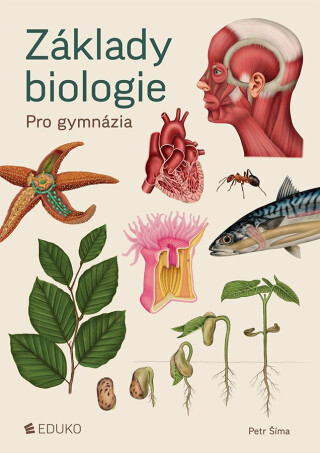 Základy
biologie
Pro gymnázia
EDUKO
Petr Šíma